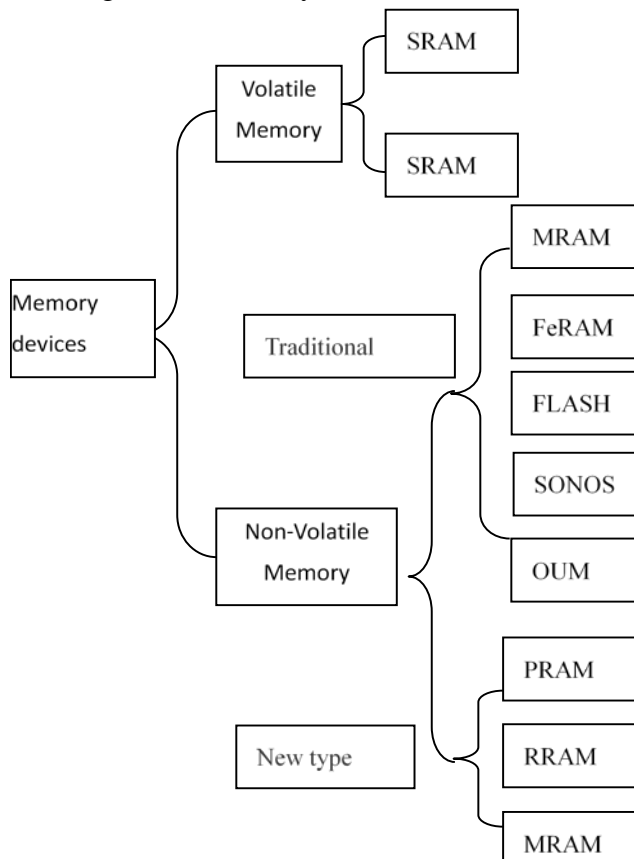 SRAM
Volatile
Memory
SRAM
MRAM
Memory
devices
Traditional
FeRAM
FLASH
SONOS
Non-Volatile
Memory
OUM
PRAM
New type
RRAM
MRAM